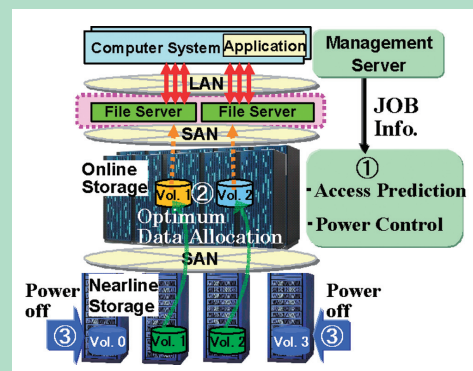 Computer System
Application
Management
Server
LAN
File Server
File Server
SAN
JOB
Info.
Online
Storage
Vol. 1
②
Vol. 2
Optimum
Data Allocation
①
- Access Prediction
- Power Control
SAN
Nearline
Storage
Power
off
③
Vol. 0
Vol. 1
Vol. 2
Vol. 3
Power
off
③